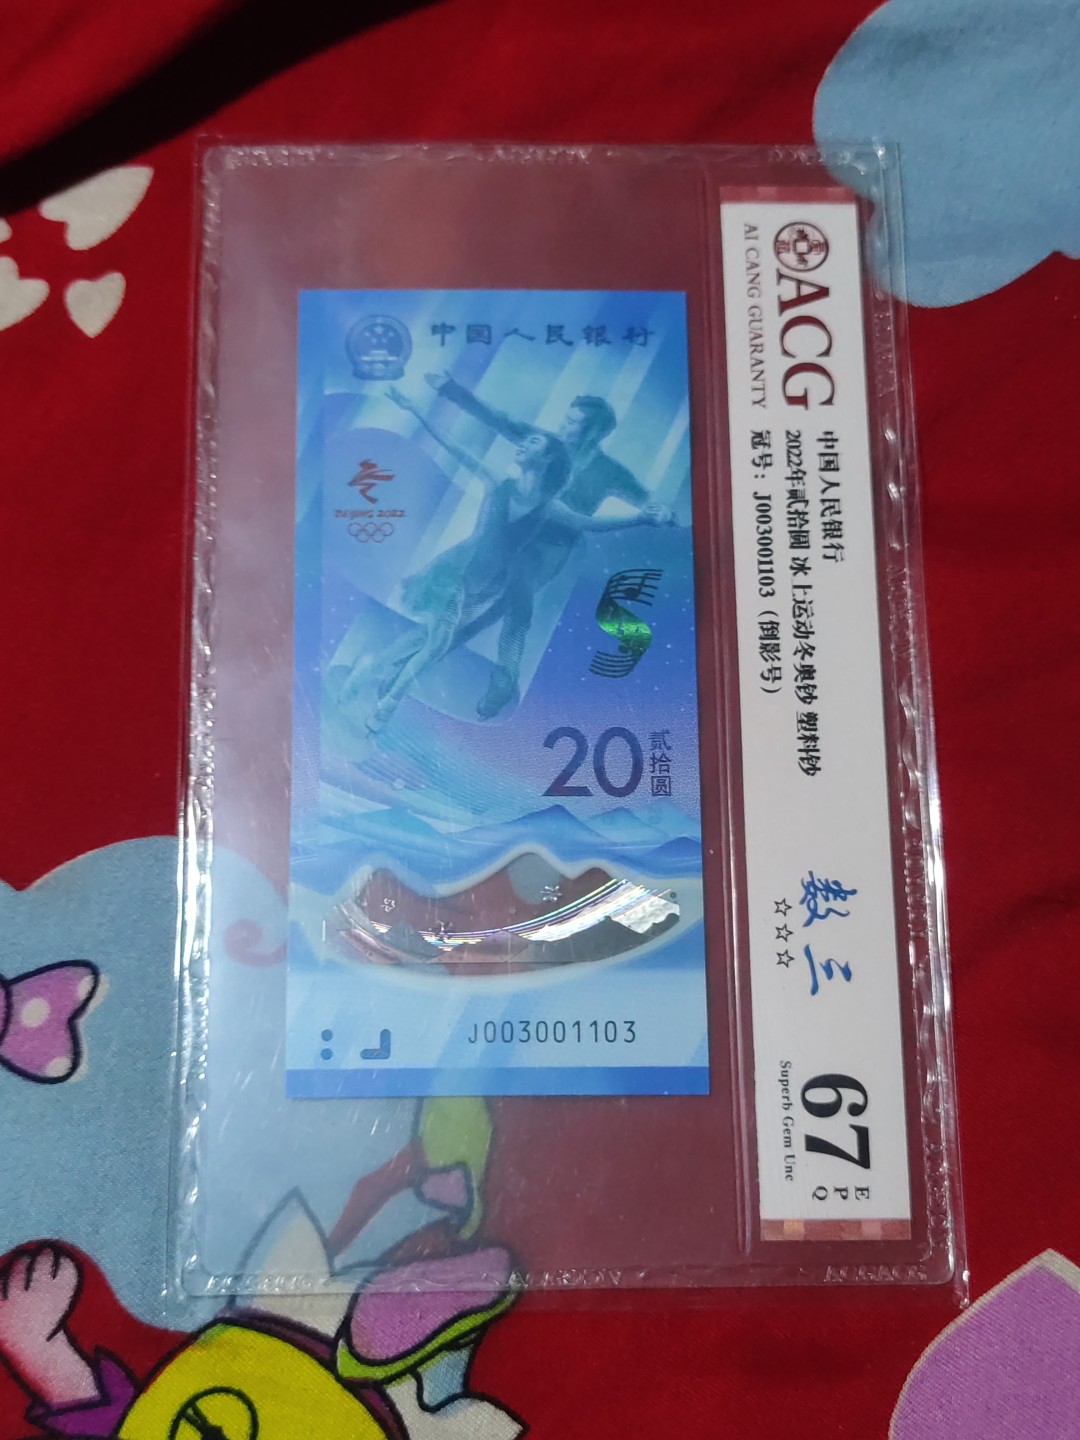 中国人民银行
BEIJING 2022
20
贰拾圆
J003001103
ACG
AI CANG GUARANTY
中国人民银行
2022年贰拾圆 冰上运动冬奥钞 塑料钞
冠号：J003001103（倒影号）
数三
☆☆☆
67
EPQ
Superb Gem Unc